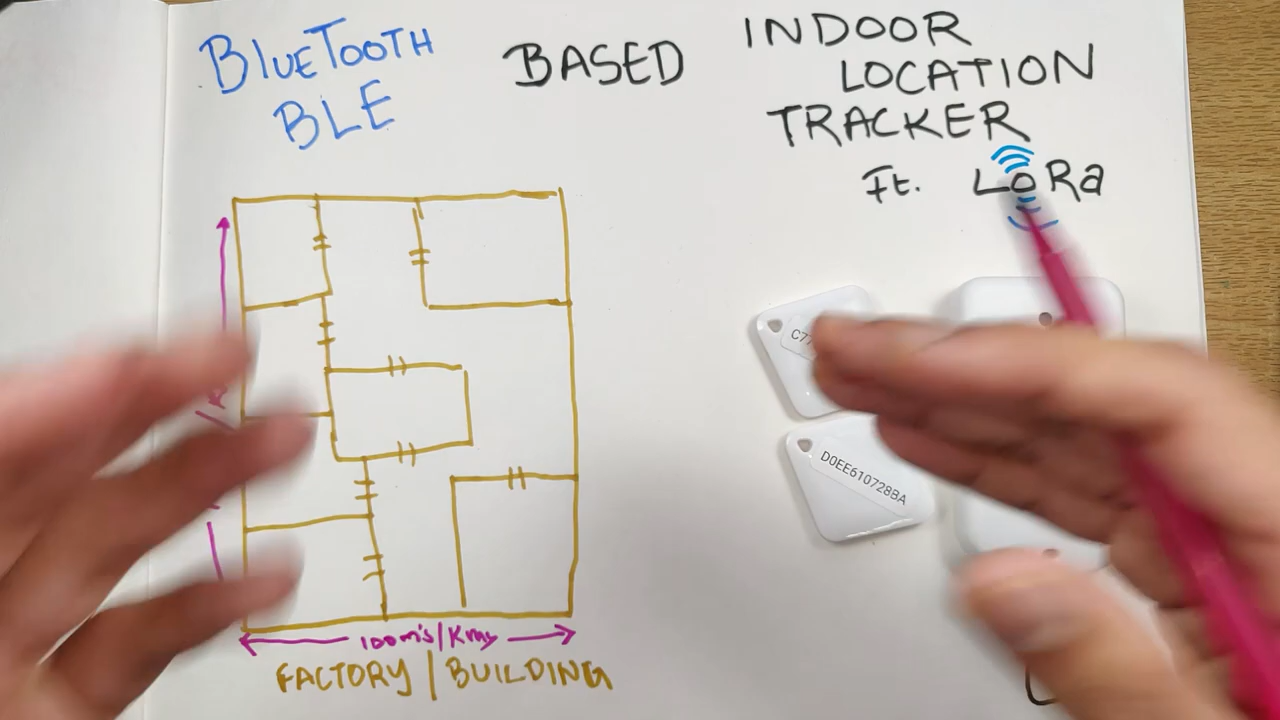 BLUETOOTH
BLE
BASED
INDOOR
LOCATION
TRACKER
Ft. LoRa
D0EE610728BA
100m's/Kms
FACTORY / BUILDING